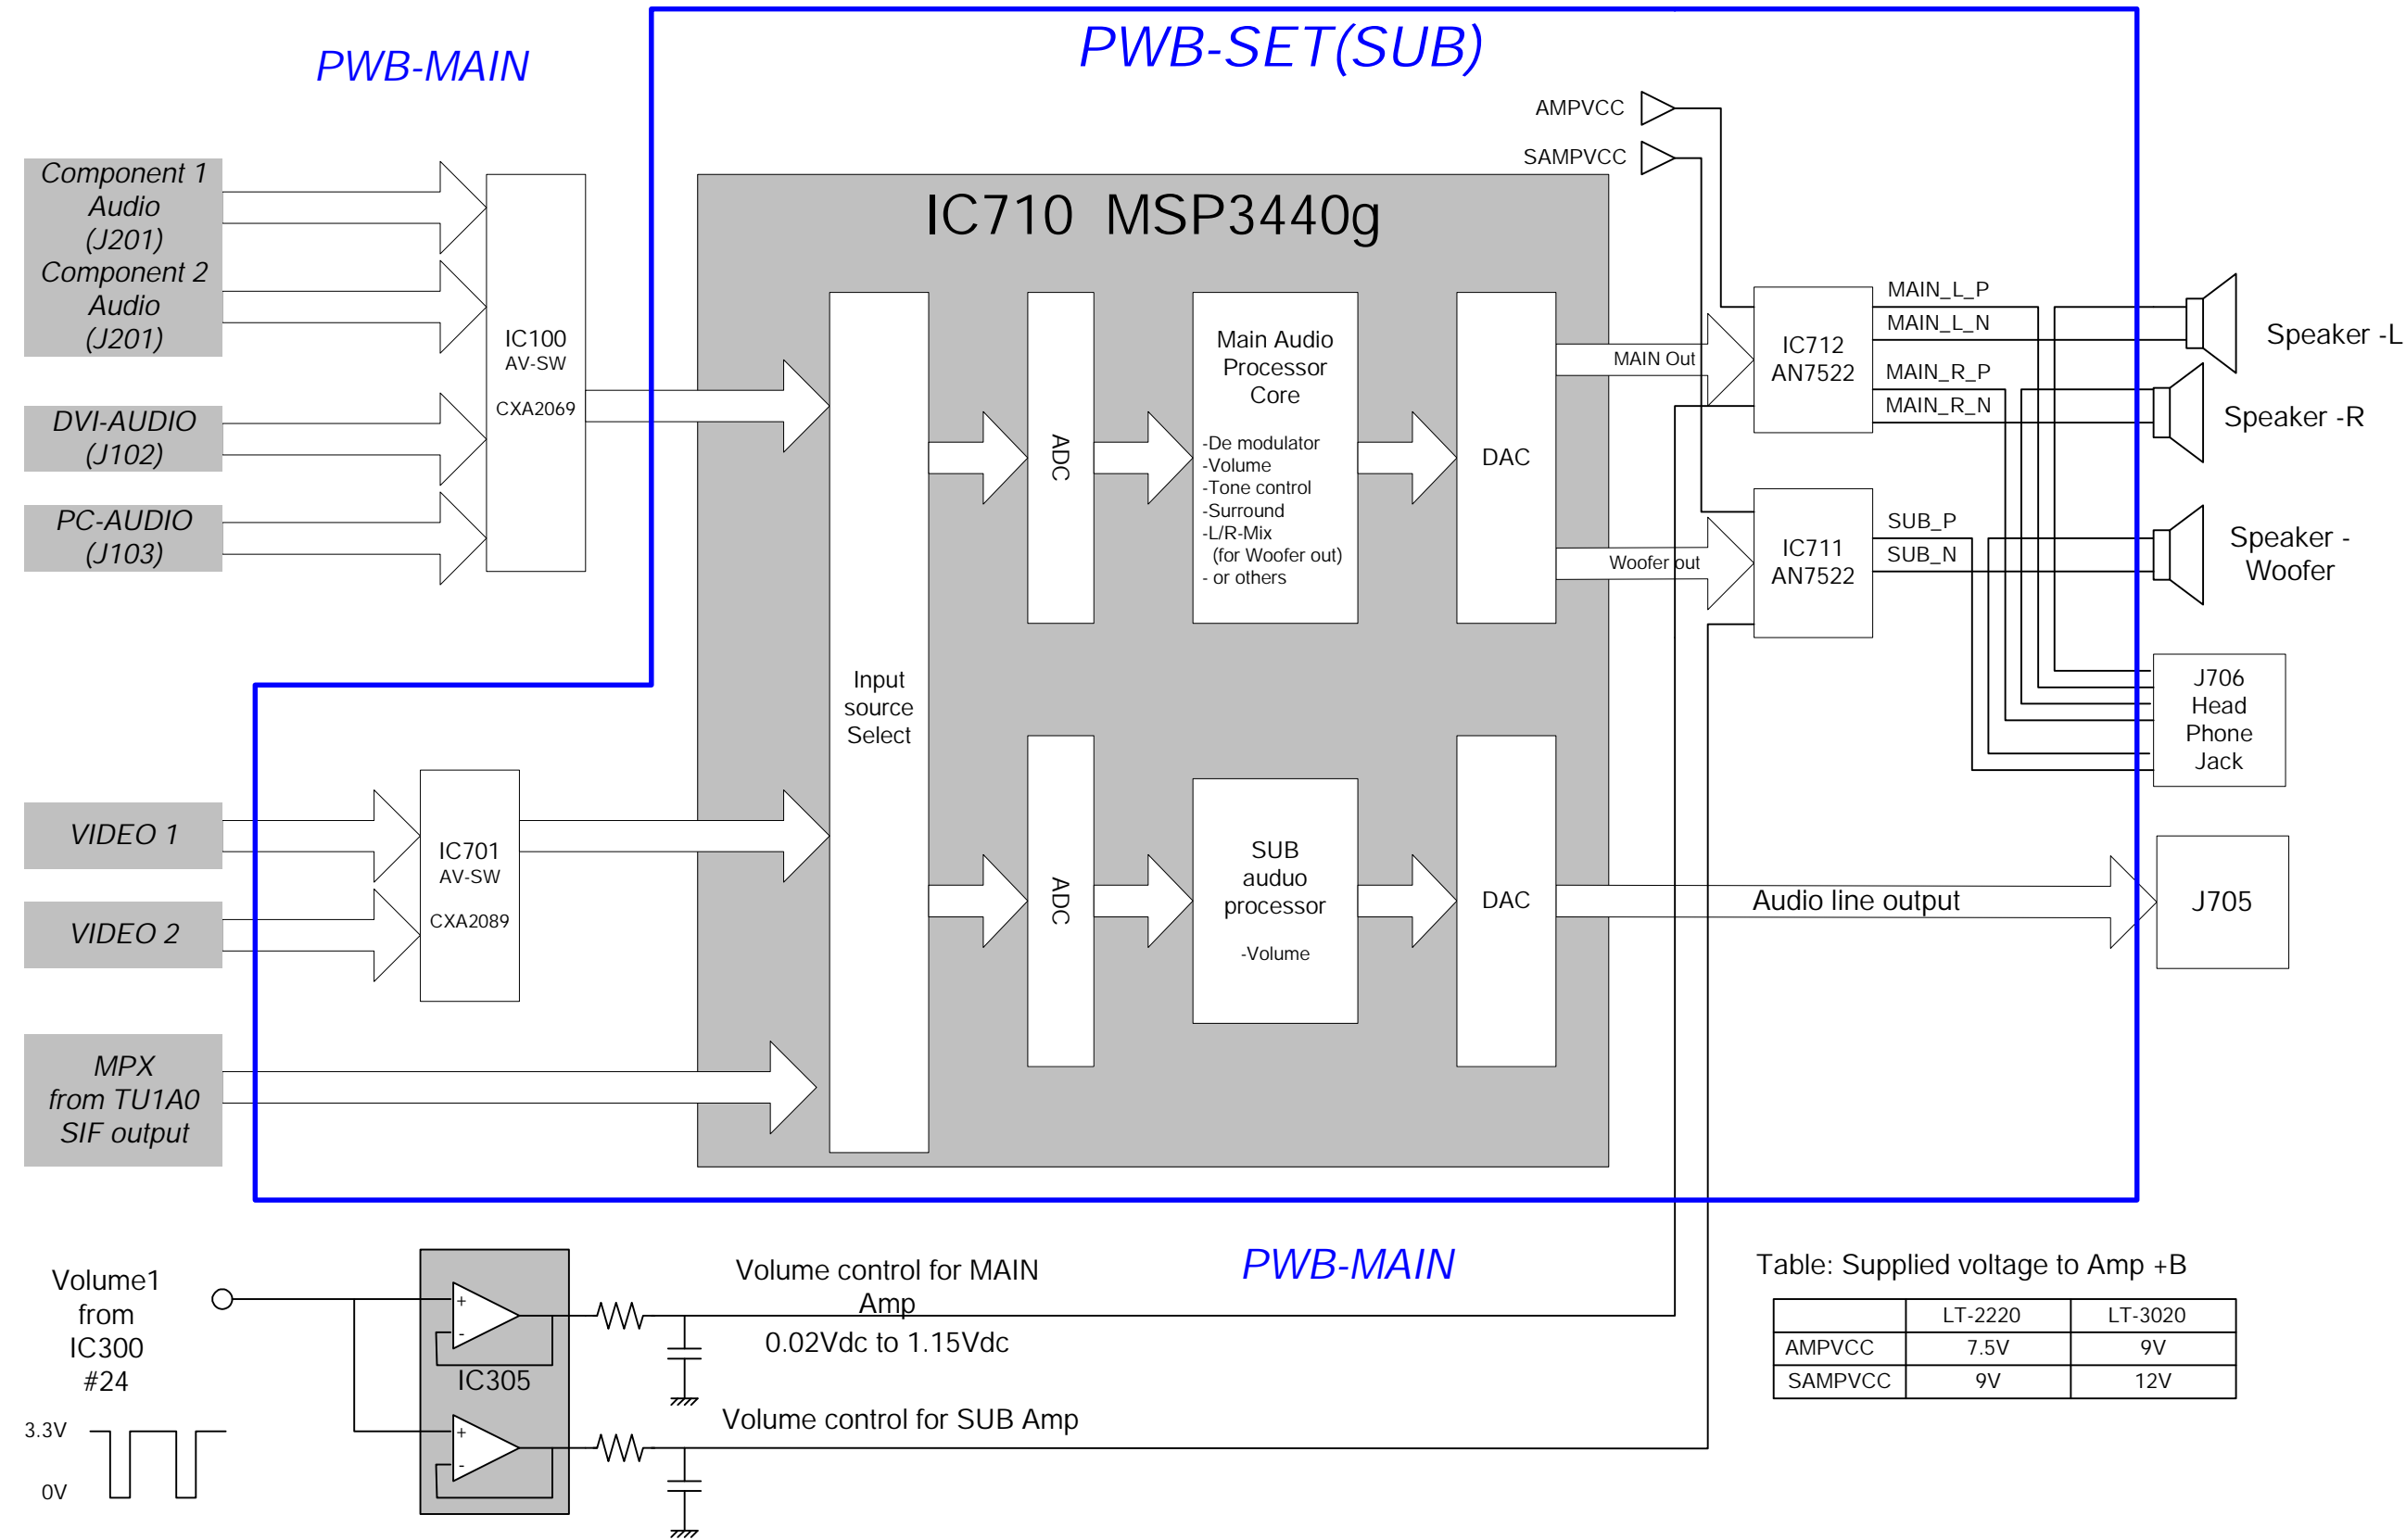 PWB-MAIN
PWB-SET(SUB)
AMPVCC
SAMPVCC
Component 1
Audio
(J201)
Component 2
Audio
(J201)
DVI-AUDIO
(J102)
PC-AUDIO
(J103)
IC100
AV-SW
CXA2069
IC710 MSP3440g
Input
source
Select
ADC
Main Audio
Processor
Core
-De modulator
-Volume
-Tone control
-Surround
-L/R-Mix
(for Woofer out)
- or others
DAC
MAIN Out
Woofer out
IC712
AN7522
MAIN_L_P
MAIN_L_N
MAIN_R_P
MAIN_R_N
IC711
AN7522
SUB_P
SUB_N
Speaker -L
Speaker -R
Speaker -
Woofer
J706
Head
Phone
Jack
VIDEO 1
VIDEO 2
IC701
AV-SW
CXA2089
ADC
SUB
auduo
processor
-Volume
DAC
Audio line output
J705
MPX
from TU1A0
SIF output
Volume1
from
IC300
#24
3.3V
0V
+
-
IC305
+
-
Volume control for MAIN
Amp
0.02Vdc to 1.15Vdc
Volume control for SUB Amp
PWB-MAIN
Table: Supplied voltage to Amp +B
LT-2220 LT-3020
AMPVCC 7.5V 9V
SAMPVCC 9V 12V